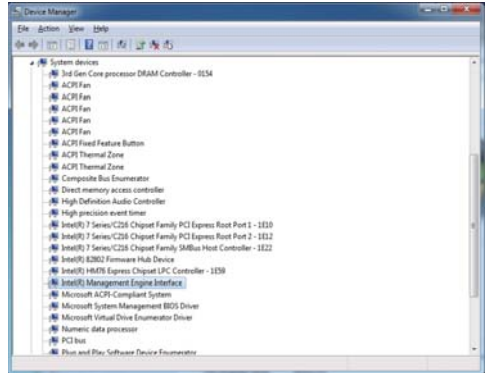 Device Manager
File Action View Help
System devices
3rd Gen Core processor DRAM Controller - 0154
ACPI Fan
ACPI Fan
ACPI Fan
ACPI Fan
ACPI Fan
ACPI Fixed Feature Button
ACPI Thermal Zone
ACPI Thermal Zone
Composite Bus Enumerator
Direct memory access controller
High Definition Audio Controller
High precision event timer
Intel(R) 7 Series/C216 Chipset Family PCI Express Root Port 1 - 1E10
Intel(R) 7 Series/C216 Chipset Family PCI Express Root Port 2 - 1E12
Intel(R) 7 Series/C216 Chipset Family SMBus Host Controller - 1E22
Intel(R) 82802 Firmware Hub Device
Intel(R) HM76 Express Chipset LPC Controller - 1E59
Intel(R) Management Engine Interface
Microsoft ACPI-Compliant System
Microsoft System Management BIOS Driver
Microsoft Virtual Drive Enumerator Driver
Numeric data processor
PCI bus
Plug and Play Software Device Enumerator